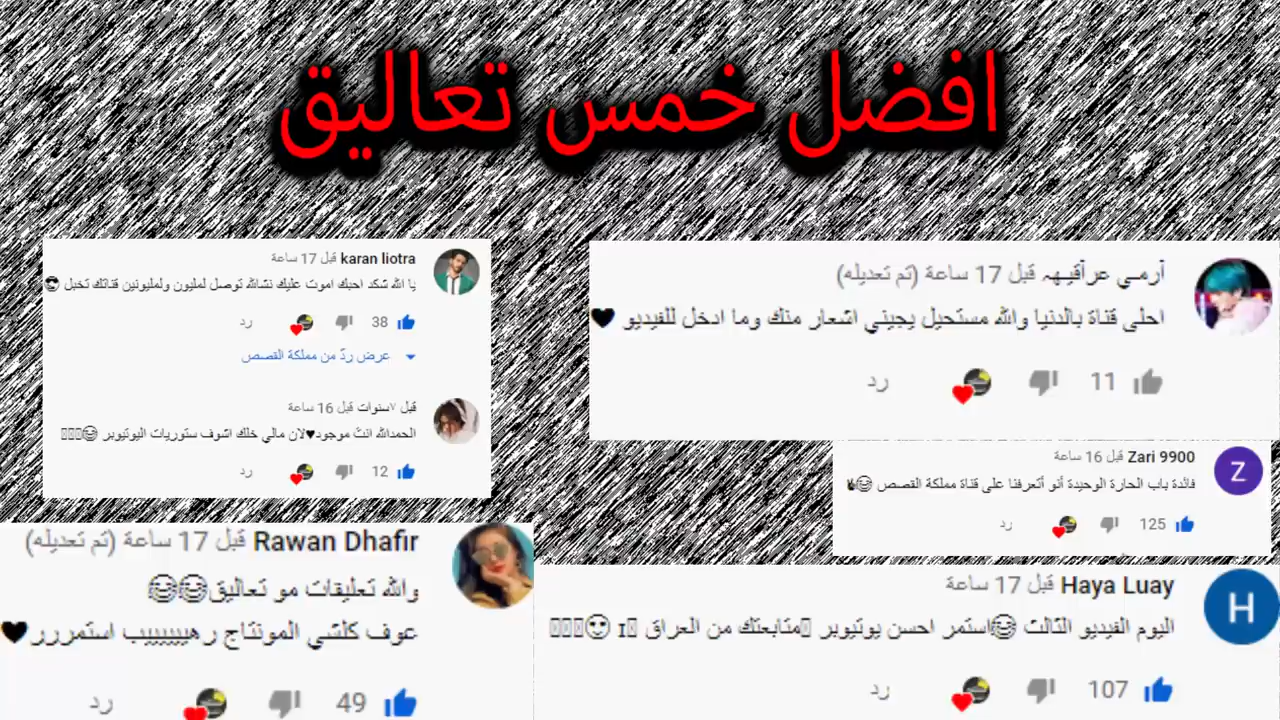 افضل خمس تعاليق
أرمـي عرآقيـهہ قبل 17 ساعة (تم تعديله)
احلى قناة بالدنيا والله مستحيل يجيني اشعار منك وما ادخل للفيديو 🖤
11 رد
karan liotra قبل 17 ساعة
يا الله شكد احبك اموت عليك نشالله توصل لمليون ولمليونين قناتك تخبل 😎
38 رد
عرض ردّ من مملكة القصص
قبل ٧سنوات قبل 16 ساعة
الحمدالله انت موجود♥لان مالي خلك اشوف ستوريات اليوتيوبر 😂
12 رد
Zari 9900 قبل 16 ساعة
فائدة باب الحارة الوحيدة أنو أتعرفنا على قناة مملكة القصص 😂✌
125 رد
Rawan Dhafir قبل 17 ساعة (تم تعديله)
والله تعليقات مو تعاليق😂😂
عوف كلشي المونتاج رهيييييب استمررر🖤
49 رد
Haya Luay قبل 17 ساعة
اليوم الفيديو الثالث 😂استمر احسن يوتيوبر متابعتك من العراق
107 رد